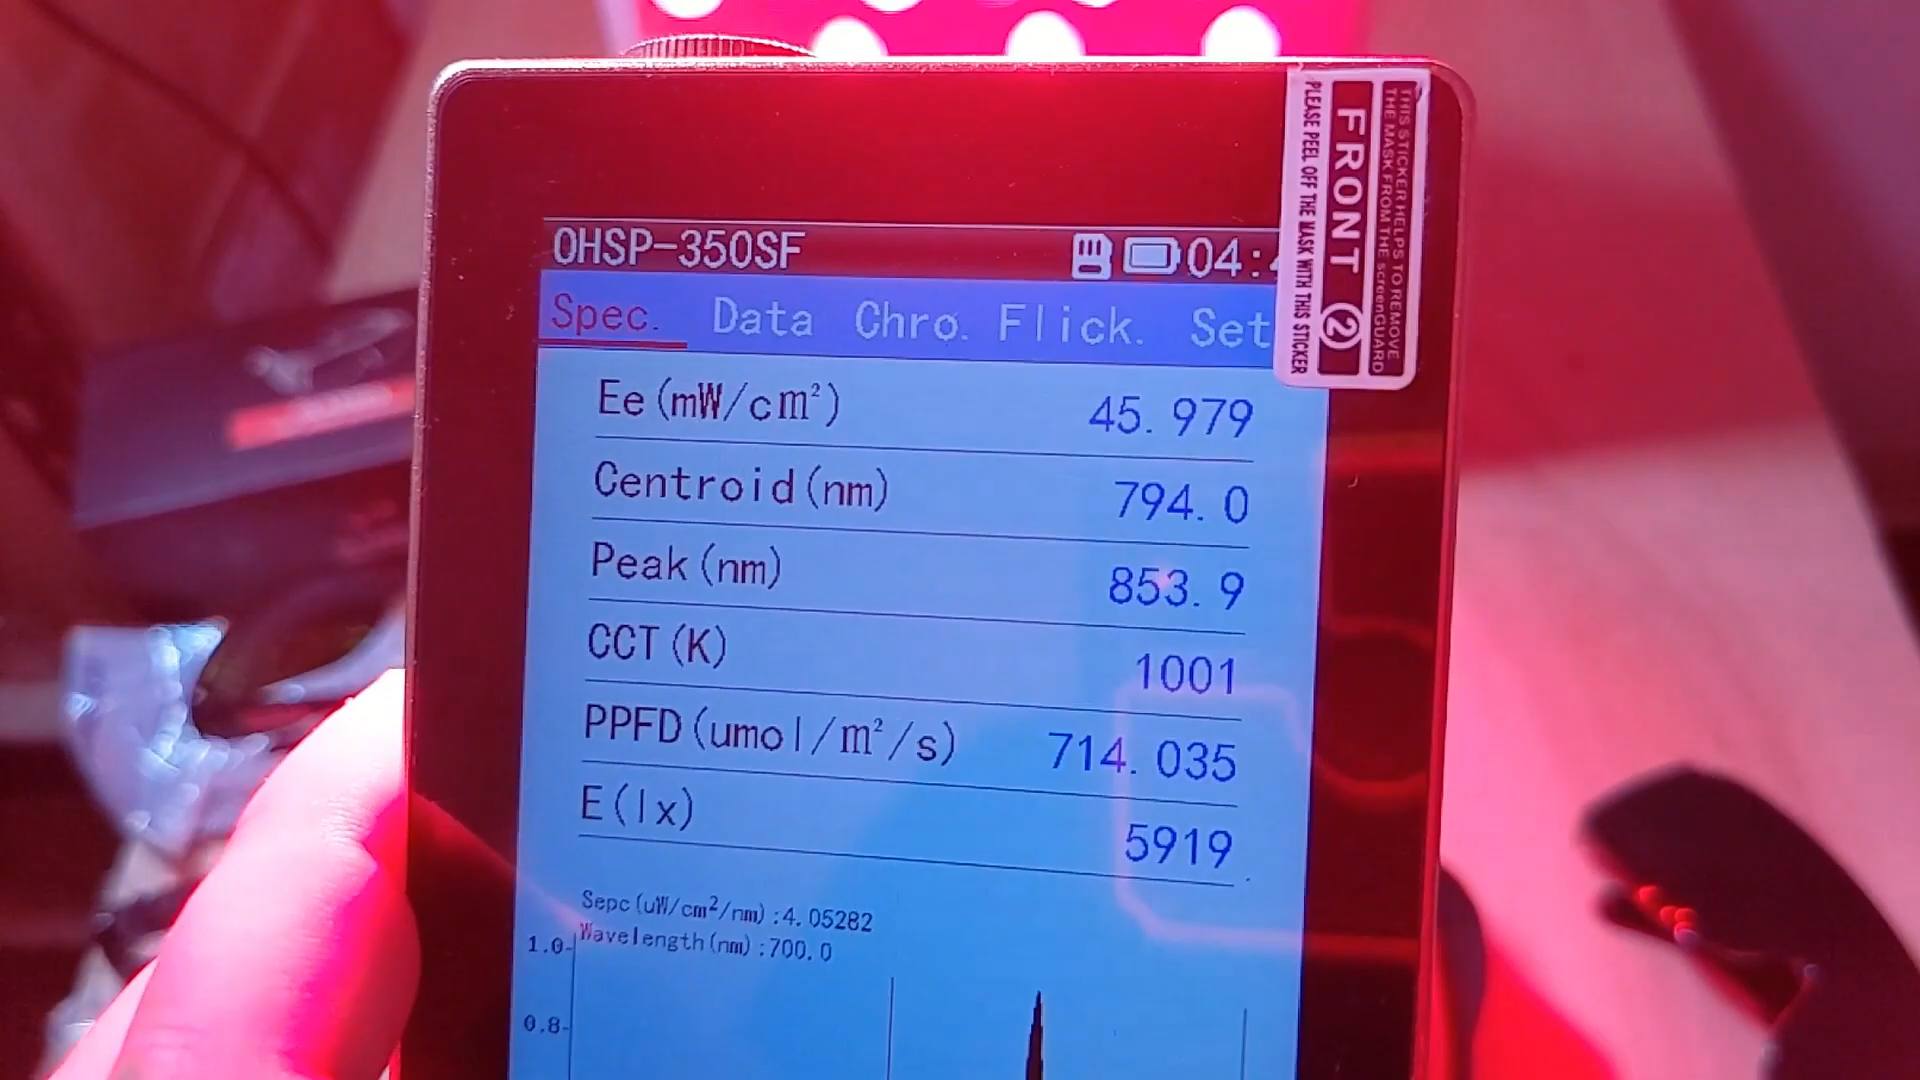 OHSP-350SF 04:
Spec. Data Chro. Flick. Set
Ee(mW/cm²) 45.979
Centroid(nm) 794.0
Peak(nm) 853.9
CCT(K) 1001
PPFD(umol/m²/s) 714.035
E(lx) 5919
Sepc(uW/cm2/nm):4.05282
Wavelength(nm):700.0
1.0
0.8
THIS STICKER HELPS TO REMOVE
THE MASK FROM THE screenGUARD
FRONT 2
PLEASE PEEL OFF THE MASK WITH THIS STICKER